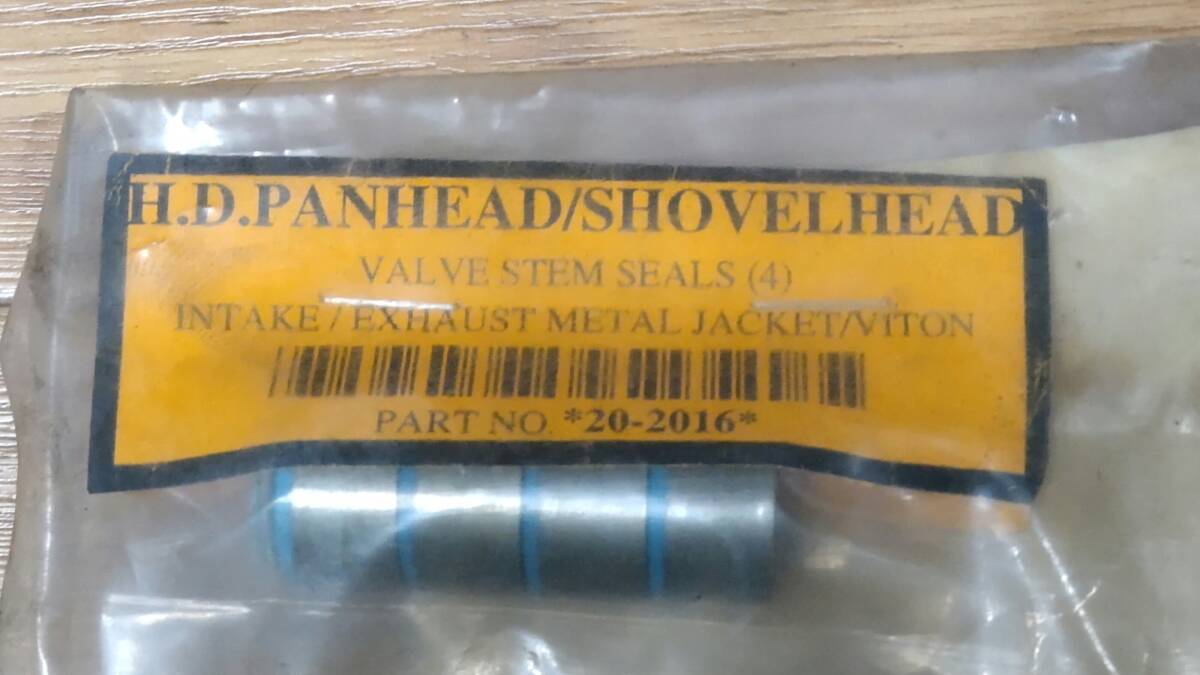 H.D.PANHEAD/SHOVELHEAD
VALVE STEM SEALS (4)
INTAKE / EXHAUST METAL JACKET/VITON
PART NO. *20-2016*